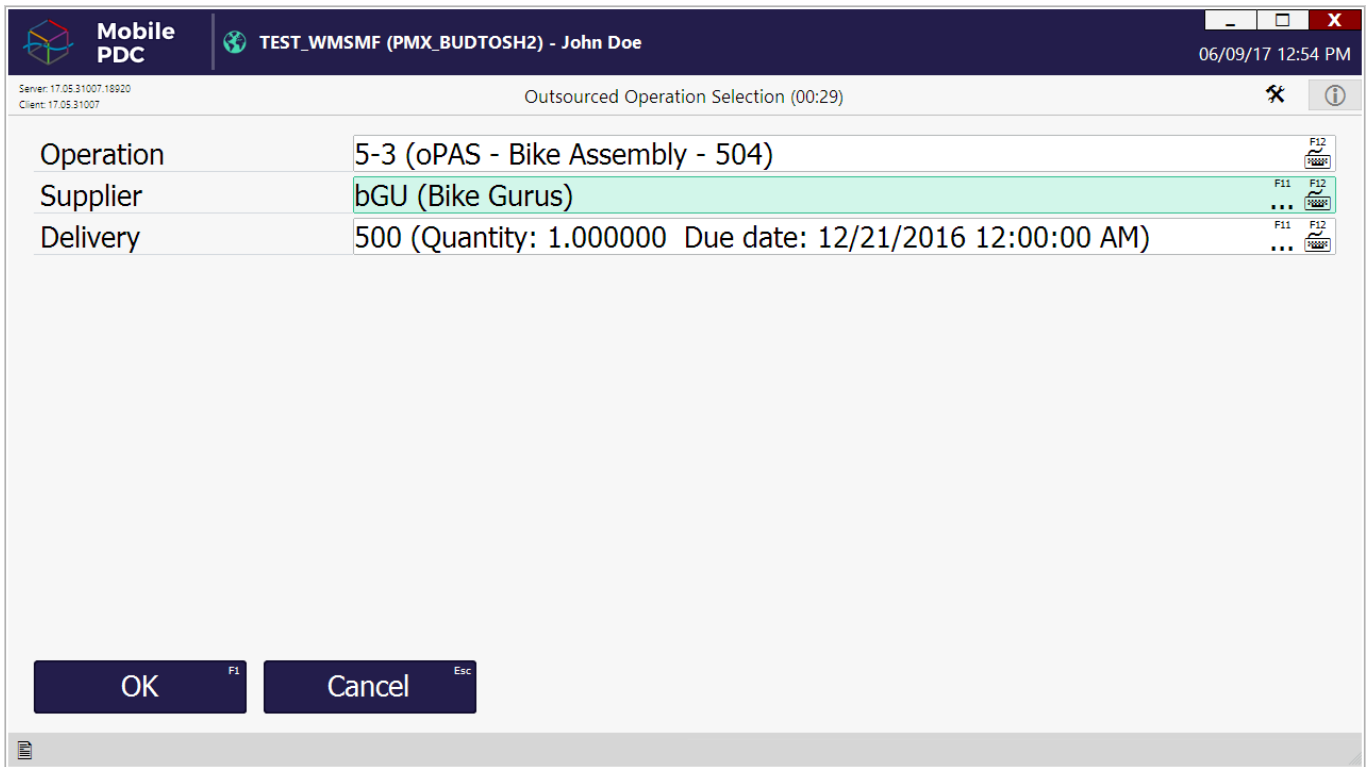 Mobile
PDC
TEST_WMSMF (PMX_BUDTOSH2) - John Doe
X
06/09/17 12:54 PM
Server: 17.05.31007.18920
Client: 17.05.31007
Outsourced Operation Selection (00:29)
Operation 5-3 (oPAS - Bike Assembly - 504) F12
Supplier bGU (Bike Gurus) F11 ... F12
Delivery 500 (Quantity: 1.000000 Due date: 12/21/2016 12:00:00 AM) F11 ... F12
OK F1 Cancel Esc